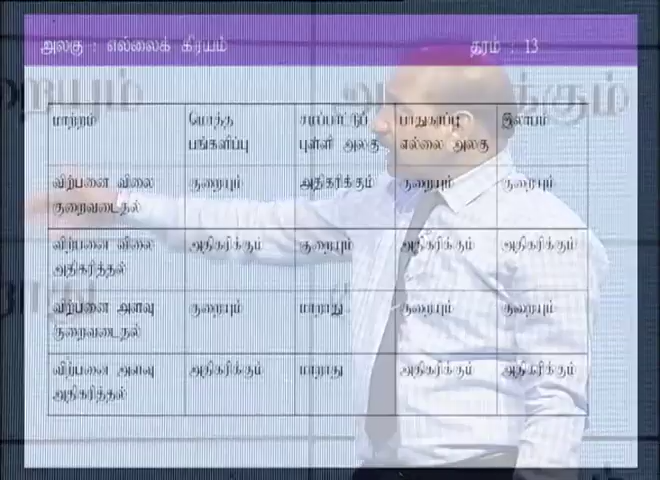 அலகு : எல்லைக் கிரயம் தரம் : 13
மாற்றம் மொத்த பங்களிப்பு சமப்பாட்டுப் புள்ளி அலகு பாதுகாப்பு எல்லை அலகு இலாபம்
விற்பனை விலை குறைவடைதல் குறையும் அதிகரிக்கும் குறையும் குறையும்
விற்பனை விலை அதிகரித்தல் அதிகரிக்கும் குறையும் அதிகரிக்கும் அதிகரிக்கும்
விற்பனை அளவு குறைவடைதல் குறையும் மாறாது குறையும் குறையும்
விற்பனை அளவு அதிகரித்தல் அதிகரிக்கும் மாறாது அதிகரிக்கும் அதிகரிக்கும்